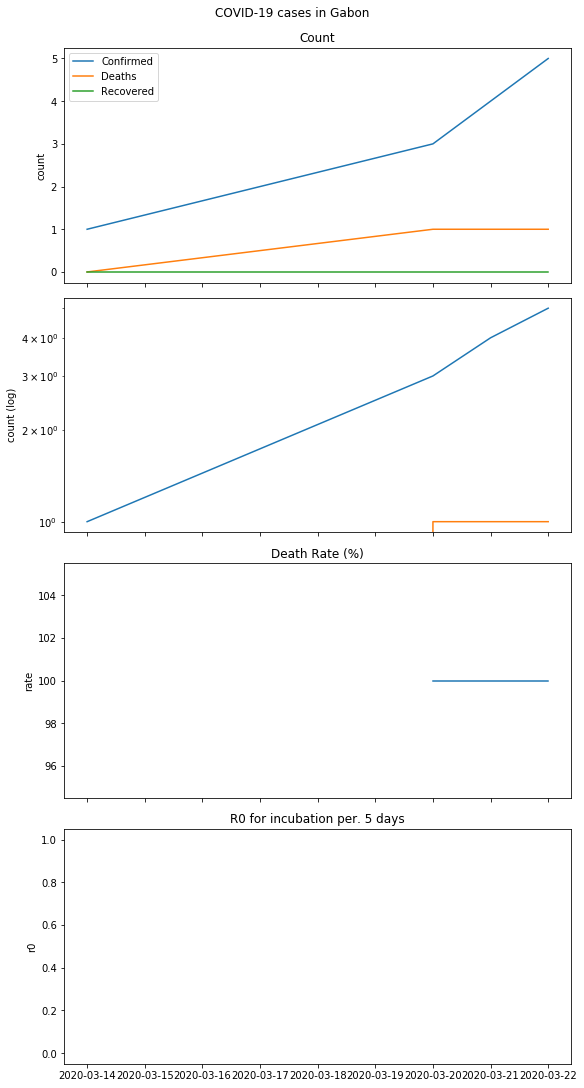 COVID-19 cases in Gabon
Count
Confirmed
Deaths
Recovered
5
4
3
2
1
0
count
4 × 10⁰
3 × 10⁰
2 × 10⁰
10⁰
count (log)
Death Rate (%)
104
102
100
98
96
rate
R0 for incubation per. 5 days
1.0
0.8
0.6
0.4
0.2
0.0
r0
2020-03-14 2020-03-15 2020-03-16 2020-03-17 2020-03-18 2020-03-19 2020-03-20 2020-03-21 2020-03-22